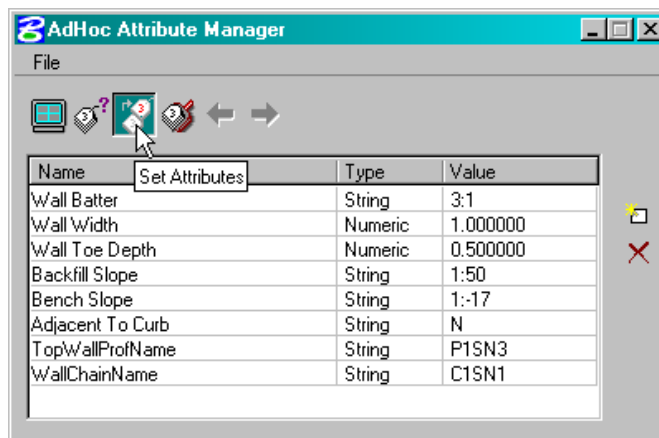 AdHoc Attribute Manager
File
Set Attributes
Name Type Value
Wall Batter String 3:1
Wall Width Numeric 1.000000
Wall Toe Depth Numeric 0.500000
Backfill Slope String 1:50
Bench Slope String 1:-17
Adjacent To Curb String N
TopWallProfName String P1SN3
WallChainName String C1SN1